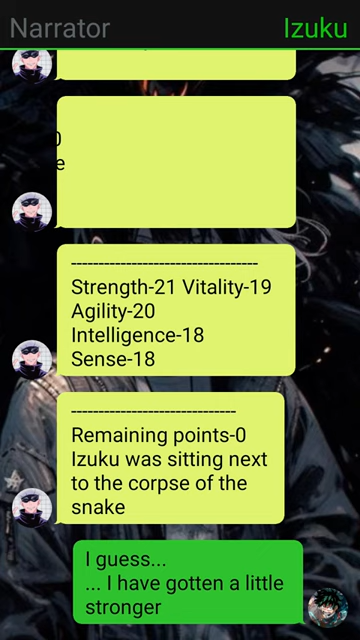 Narrator
Izuku
----------------------------------
Strength-21 Vitality-19
Agility-20
Intelligence-18
Sense-18
------------------------------
Remaining points-0
Izuku was sitting next
to the corpse of the
snake
I guess...
... I have gotten a little
stronger